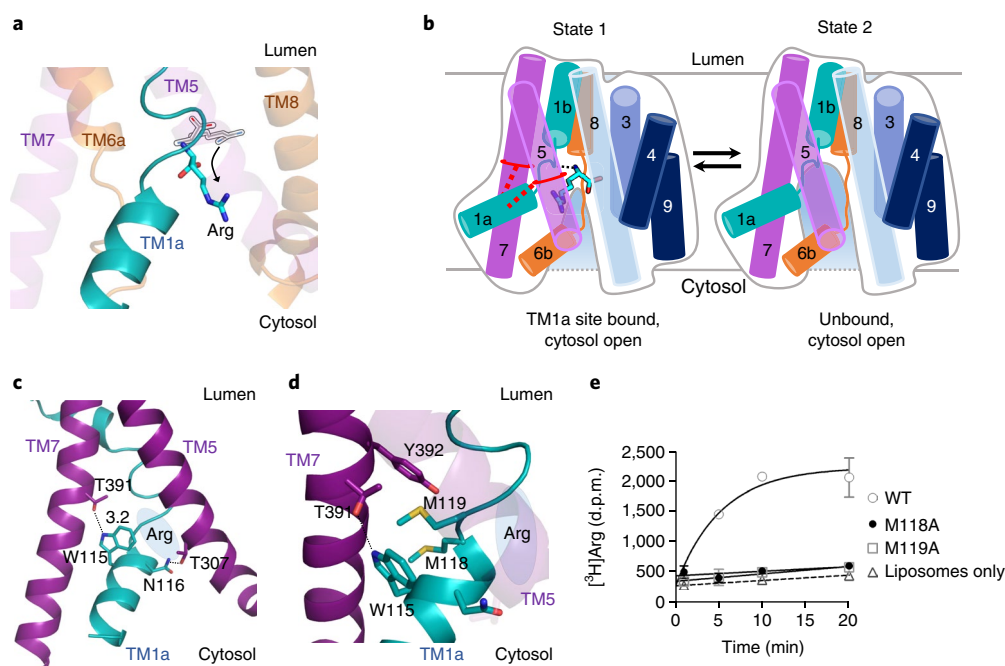 a
Lumen
TM5
TM8
TM7
TM6a
Arg
TM1a
Cytosol
b
State 1
State 2
Lumen
1b
8
3
5
4
9
1a
7
6b
1b
8
3
5
4
9
1a
7
6b
Cytosol
TM1a site bound,
cytosol open
Unbound,
cytosol open
c
Lumen
TM7
TM5
T391
3.2
Arg
W115
T307
N116
TM1a
Cytosol
d
Lumen
Y392
TM7
M119
T391
Arg
M118
W115
TM5
TM1a
Cytosol
e
[³H]Arg (d.p.m.)
2,500
2,000
1,500
1,000
500
0
0 5 10 15 20
Time (min)
WT
M118A
M119A
Liposomes only